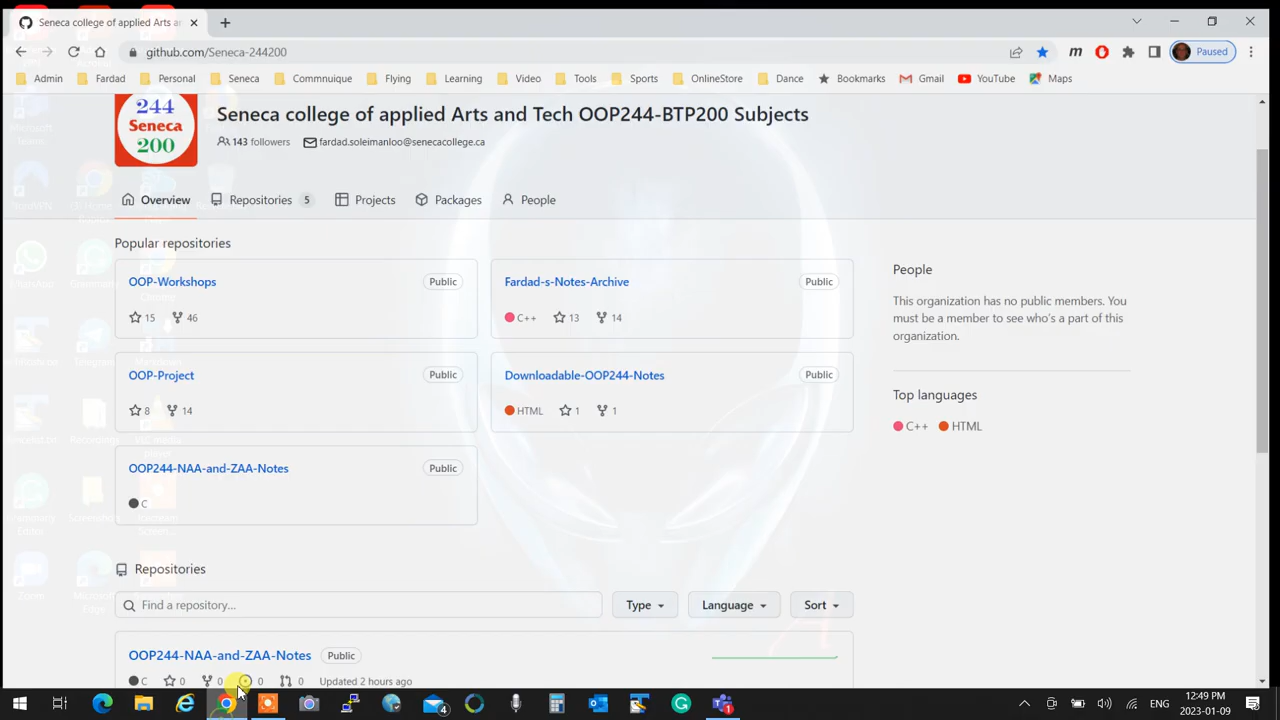 Seneca college of applied Arts an
github.com/Seneca-244200
Paused
Admin Fardad Personal Seneca Commnuique Flying Learning Video Tools Sports OnlineStore Dance Bookmarks Gmail YouTube Maps
244
Seneca
200
Seneca college of applied Arts and Tech OOP244-BTP200 Subjects
143 followers fardad.soleimanloo@senecacollege.ca
Overview Repositories 5 Projects Packages People
Popular repositories
OOP-Workshops Public
15 46
Fardad-s-Notes-Archive Public
C++ 13 14
OOP-Project Public
8 14
Downloadable-OOP244-Notes Public
HTML 1 1
OOP244-NAA-and-ZAA-Notes Public
C
People
This organization has no public members. You
must be a member to see who's a part of this
organization.
Top languages
C++ HTML
Repositories
Find a repository... Type Language Sort
OOP244-NAA-and-ZAA-Notes Public
C 0 0 0 0 Updated 2 hours ago
4
1
ENG
12:49 PM
2023-01-09